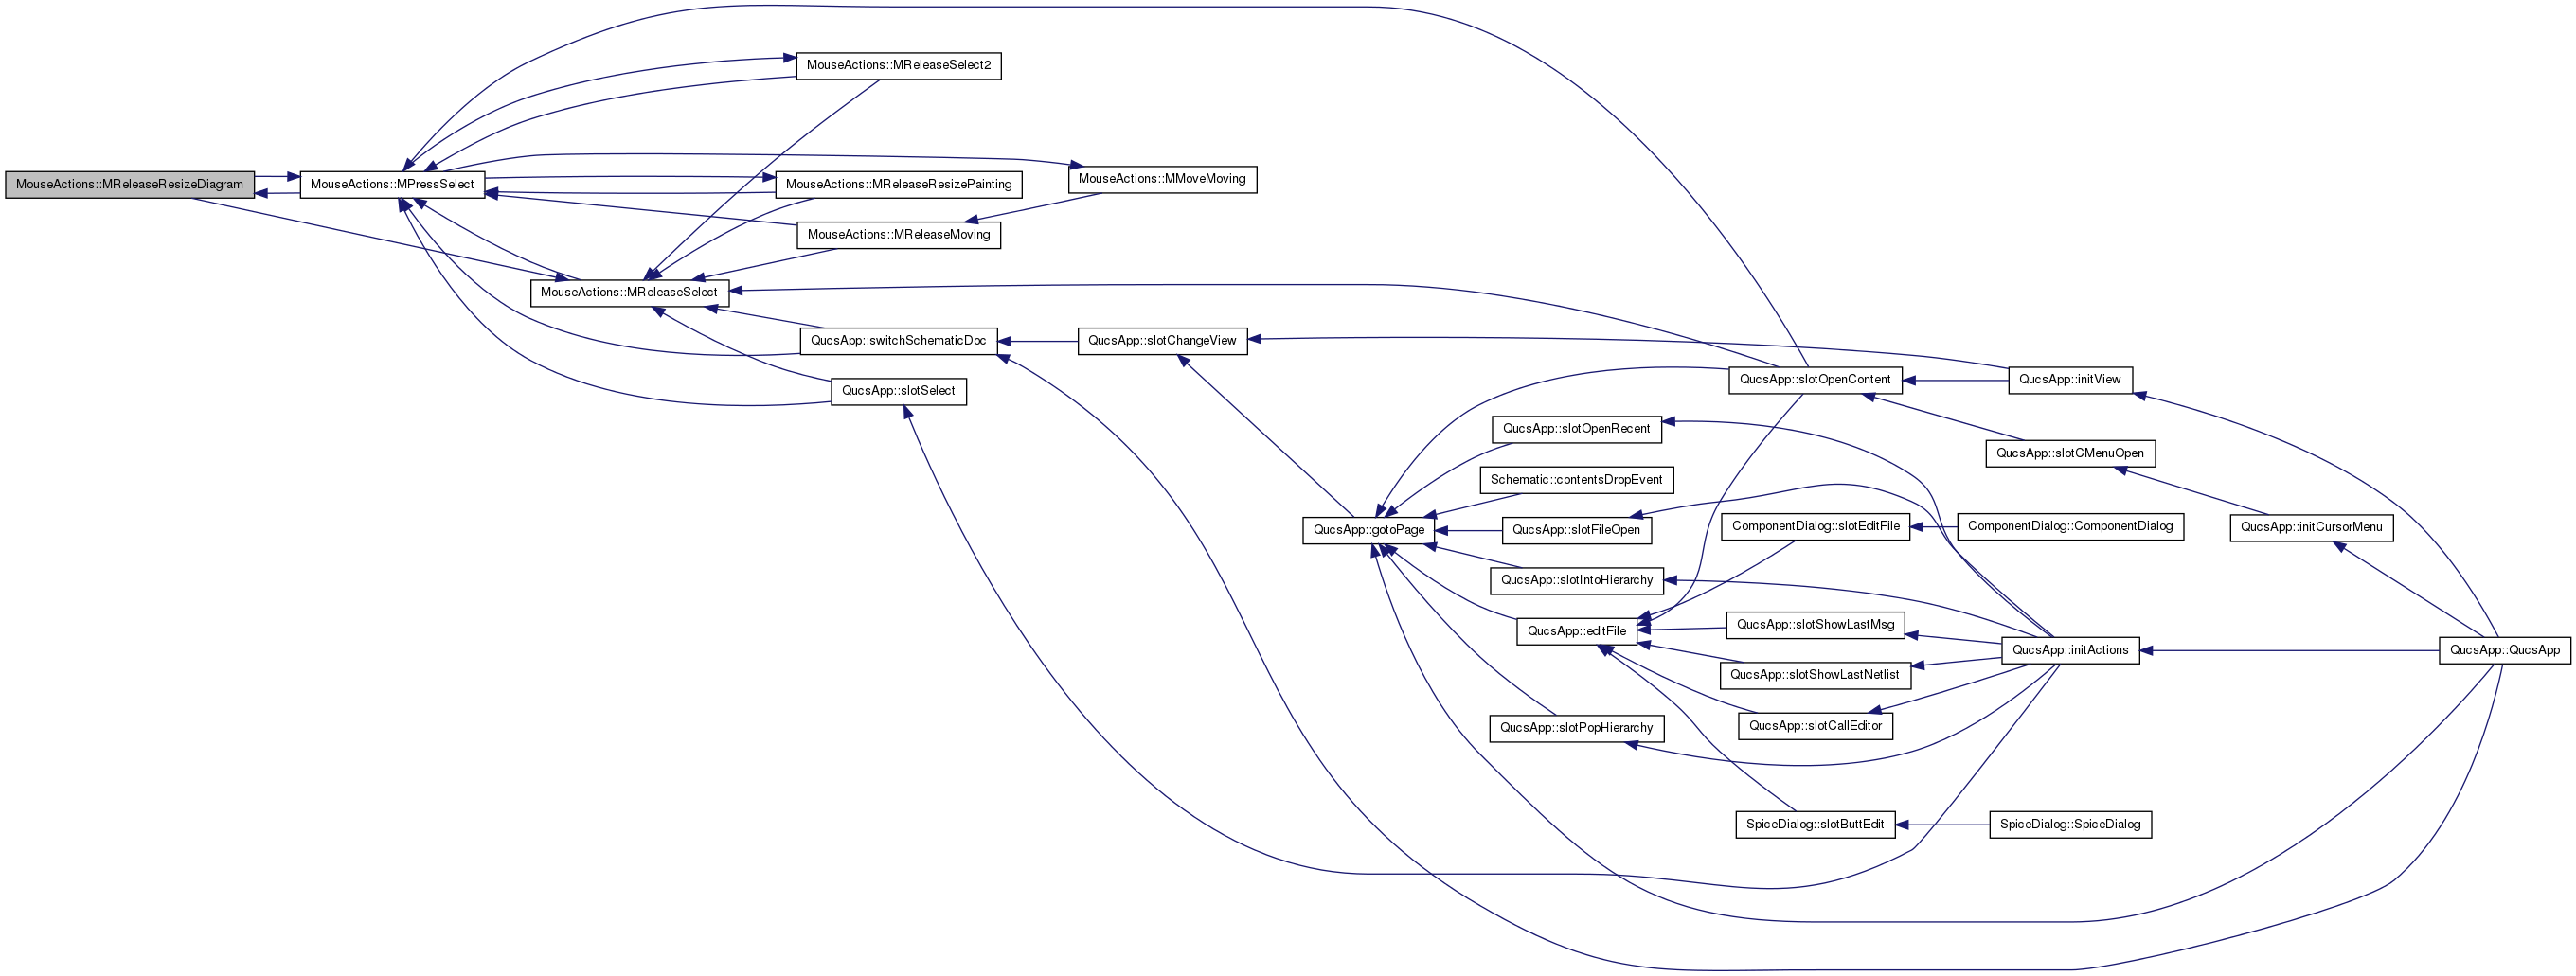 MouseActions::MReleaseResizeDiagram
MouseActions::MPressSelect
MouseActions::MReleaseSelect2
MouseActions::MReleaseResizePainting
MouseActions::MMoveMoving
MouseActions::MReleaseMoving
MouseActions::MReleaseSelect
QucsApp::switchSchematicDoc
QucsApp::slotChangeView
QucsApp::slotSelect
QucsApp::slotOpenContent
QucsApp::initView
QucsApp::slotOpenRecent
QucsApp::slotCMenuOpen
Schematic::contentsDropEvent
QucsApp::gotoPage
QucsApp::slotFileOpen
ComponentDialog::slotEditFile
ComponentDialog::ComponentDialog
QucsApp::initCursorMenu
QucsApp::slotIntoHierarchy
QucsApp::editFile
QucsApp::slotShowLastMsg
QucsApp::initActions
QucsApp::QucsApp
QucsApp::slotShowLastNetlist
QucsApp::slotPopHierarchy
QucsApp::slotCallEditor
SpiceDialog::slotButtEdit
SpiceDialog::SpiceDialog